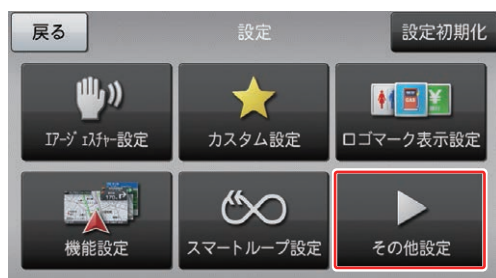 戻る
設定
設定初期化
ｴｱｰｼﾞｪｽﾁｬｰ設定
カスタム設定
ロゴマーク表示設定
機能設定
スマートループ設定
その他設定